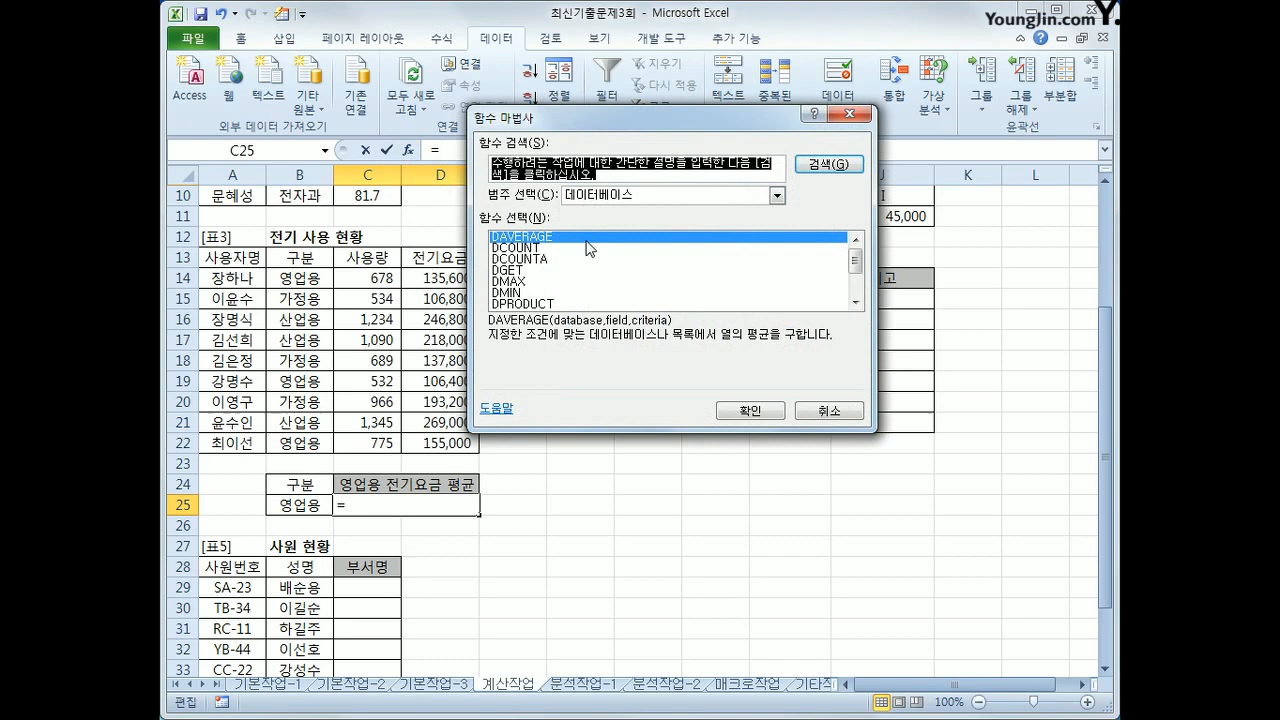 최신기출문제3회 - Microsoft Excel
YoungJin.com Y.
파일 홈 삽입 페이지 레이아웃 수식 데이터 검토 보기 개발 도구 추가 기능
Access 웹 텍스트 기타 원본 기존 연결 모두 새로 고침 연결 속성 정렬 필터 지우기 다시 적용 텍스트 중복된 데이터 통합 가상 분석 그룹 그룹 해제 부분합
외부 데이터 가져오기 연결 윤곽선
C25 fx =
A B C D J K L
10 문혜성 전자과 81.7
11 45,000
12 [표3] 전기 사용 현황
13 사용자명 구분 사용량 전기요금
14 장하나 영업용 678 135,600 고
15 이윤수 가정용 534 106,800
16 장명식 산업용 1,234 246,800
17 김선희 산업용 1,090 218,000
18 김은정 가정용 689 137,800
19 강명수 영업용 532 106,400
20 이영구 가정용 966 193,200
21 윤수인 산업용 1,345 269,000
22 최이선 영업용 775 155,000
23
24 구분 영업용 전기요금 평균
25 영업용 =
26
27 [표5] 사원 현황
28 사원번호 성명 부서명
29 SA-23 배순용
30 TB-34 이길순
31 RC-11 하길주
32 YB-44 이선호
33 CC-22 강성수
함수 마법사
함수 검색(S):
수행하려는 작업에 대한 간단한 설명을 입력한 다음 [검
색]을 클릭하십시오.
검색(G)
범주 선택(C): 데이터베이스
함수 선택(N):
DAVERAGE
DCOUNT
DCOUNTA
DGET
DMAX
DMIN
DPRODUCT
DAVERAGE(database,field,criteria)
지정한 조건에 맞는 데이터베이스나 목록에서 열의 평균을 구합니다.
도움말 확인 취소
기본작업-1 기본작업-2 기본작업-3 계산작업 분석작업-1 분석작업-2 매크로작업 기타작
편집 100%